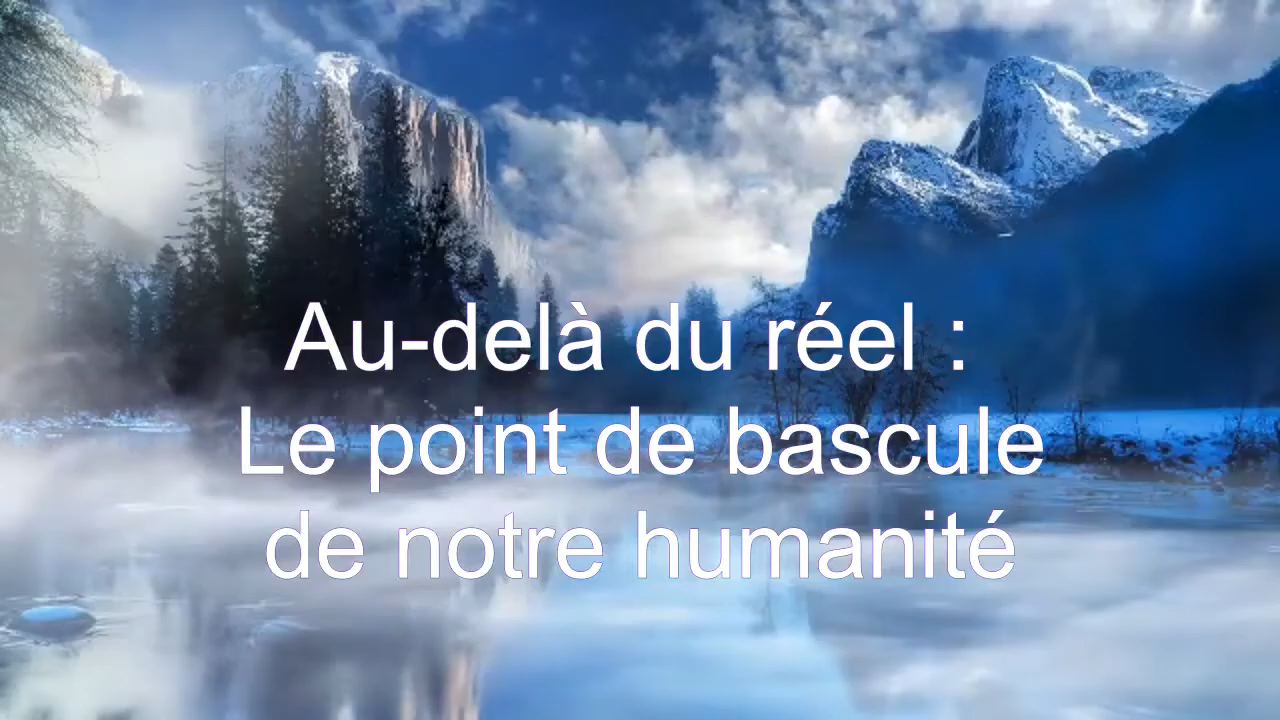 Au-delà du réel :
Le point de bascule
de notre humanité